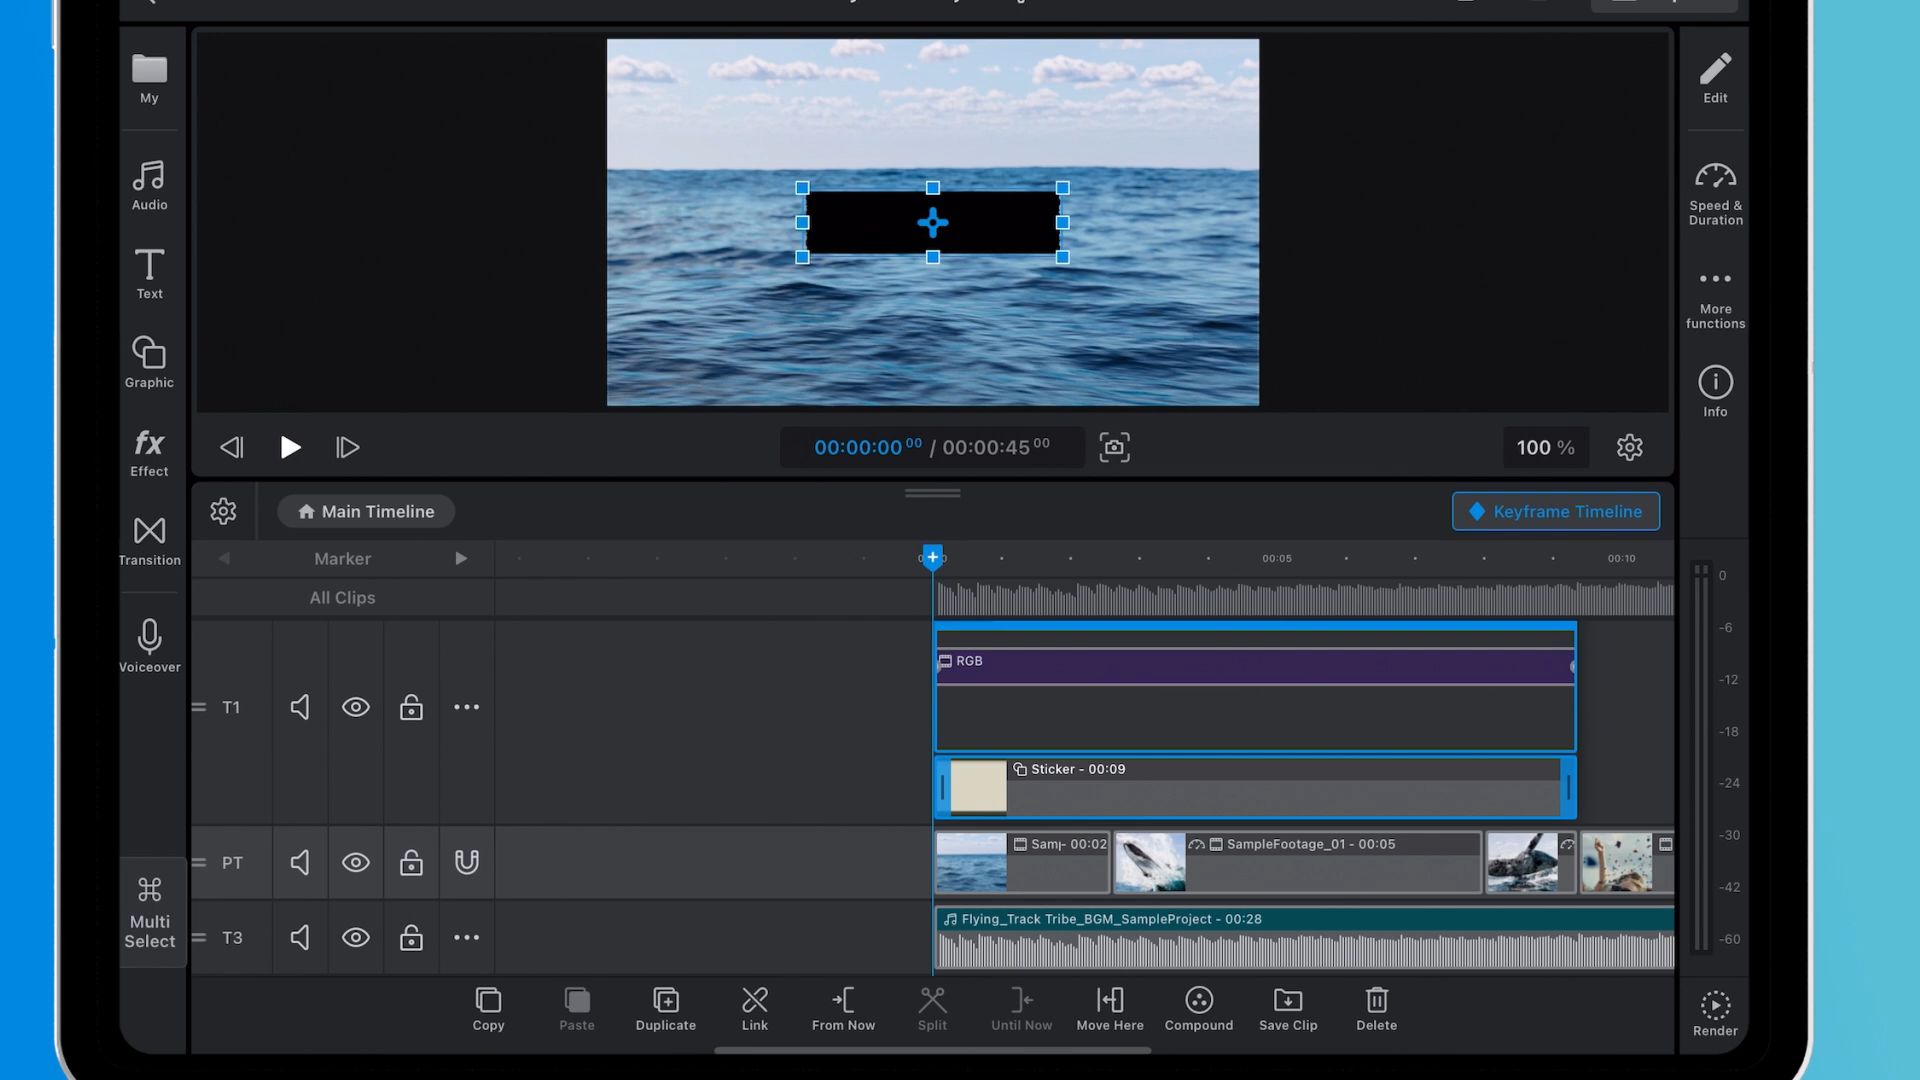 My
Audio
Text
Graphic
fx
Effect
Transition
Voiceover
Multi
Select
Edit
Speed &
Duration
More
functions
Info
00:00:00 00 / 00:00:45 00
100 %
Main Timeline
Keyframe Timeline
Marker
00:05
00:10
All Clips
RGB
T1
Sticker - 00:09
PT
00:02
SampleFootage_01 - 00:05
T3
Flying_Track Tribe_BGM_SampleProject - 00:28
0
-6
-12
-18
-24
-30
-42
-60
Copy
Paste
Duplicate
Link
From Now
Split
Until Now
Move Here
Compound
Save Clip
Delete
Render